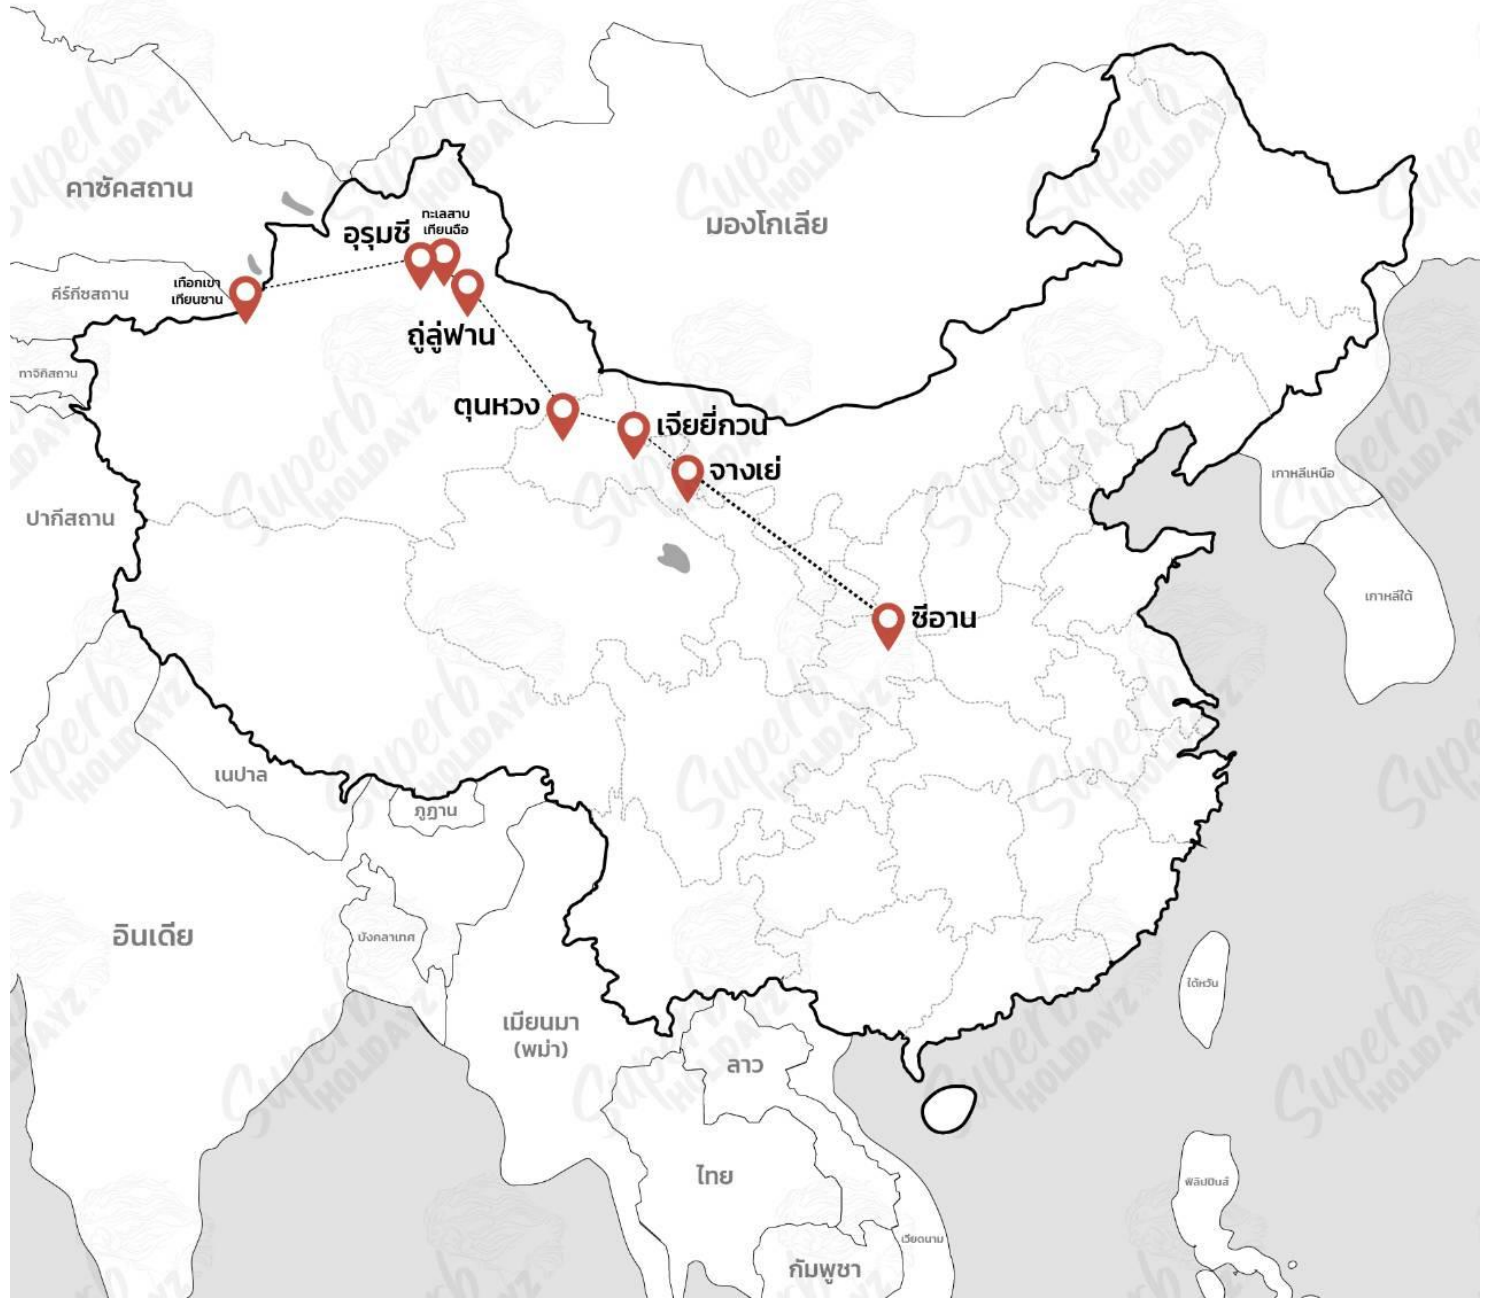 คาซัคสถาน
มองโกเลีย
ทะเลสาบ
เทียนฉือ
อุรุมชี
เทือกเขา
เทียนซาน
คีร์กีซสถาน
ถู่ลู่ฟาน
ทาจิกิสถาน
ตุนหวง
เจียยี่กวน
จางเย่
เกาหลีเหนือ
ปากีสถาน
เกาหลีใต้
ซีอาน
เนปาล
ภูฏาน
อินเดีย
บังคลาเทศ
ไต้หวัน
เมียนมา
(พม่า)
ลาว
ไทย
ฟิลิปปินส์
เวียดนาม
กัมพูชา
Superb
HOLIDAYZ